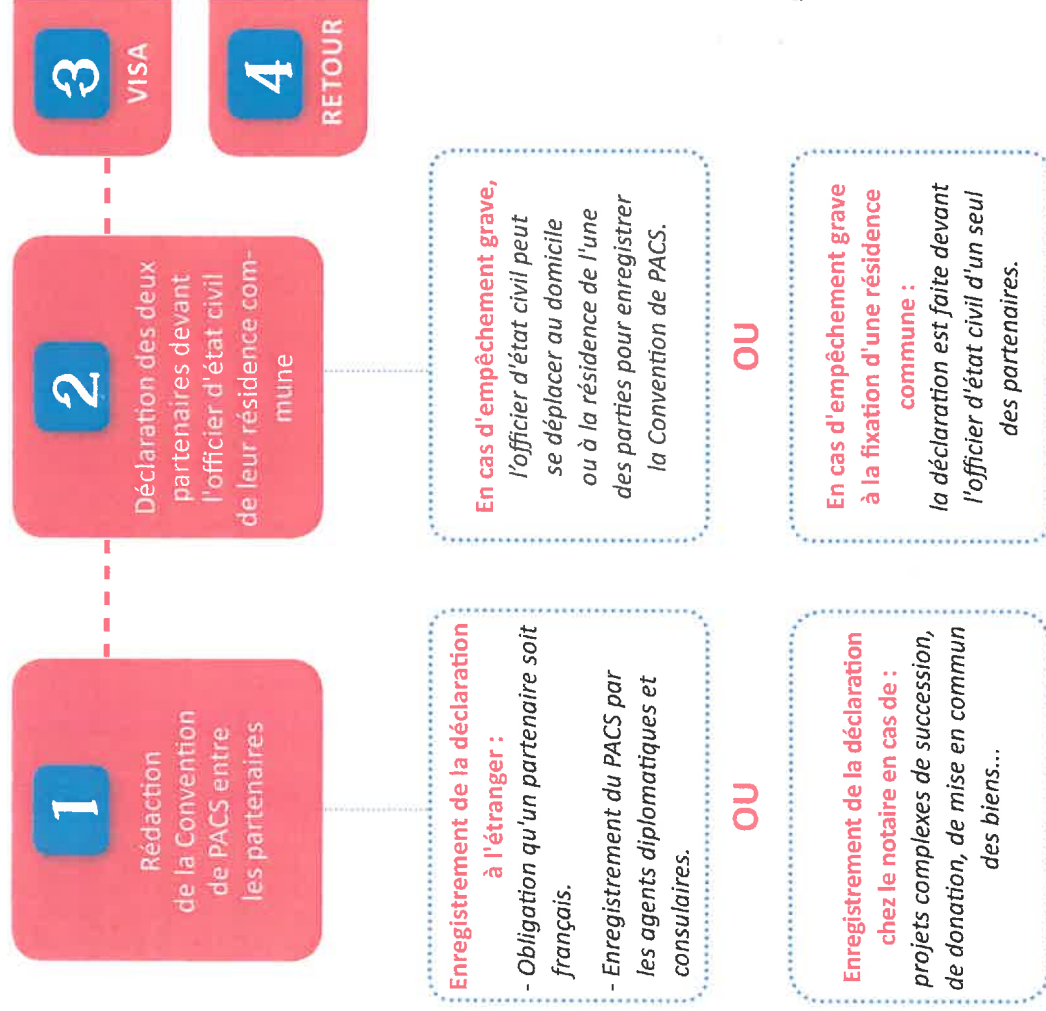 1
Rédaction
de la Convention
de PACS entre
les partenaires
Enregistrement de la déclaration
à l'étranger :
- Obligation qu'un partenaire soit
français.
- Enregistrement du PACS par
les agents diplomatiques et
consulaires.
OU
Enregistrement de la déclaration
chez le notaire en cas de :
projets complexes de succession,
de donation, de mise en commun
des biens...
2
Déclaration des deux
partenaires devant
l'officier d'état civil
de leur résidence com-
mune
En cas d'empêchement grave,
l'officier d'état civil peut
se déplacer au domicile
ou à la résidence de l'une
des parties pour enregistrer
la Convention de PACS.
OU
En cas d'empêchement grave
à la fixation d'une résidence
commune :
la déclaration est faite devant
l'officier d'état civil d'un seul
des partenaires.
3
VISA
4
RETOUR